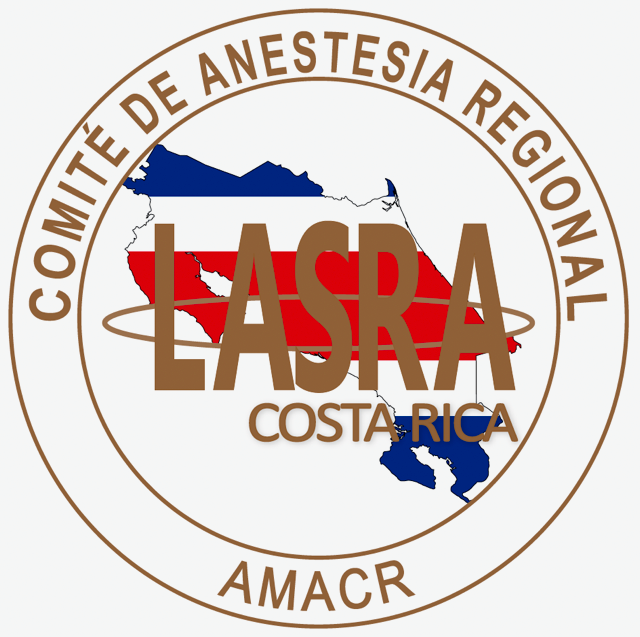 COMITÉ DE ANESTESIA REGIONAL
LASRA
COSTA RICA
AMACR